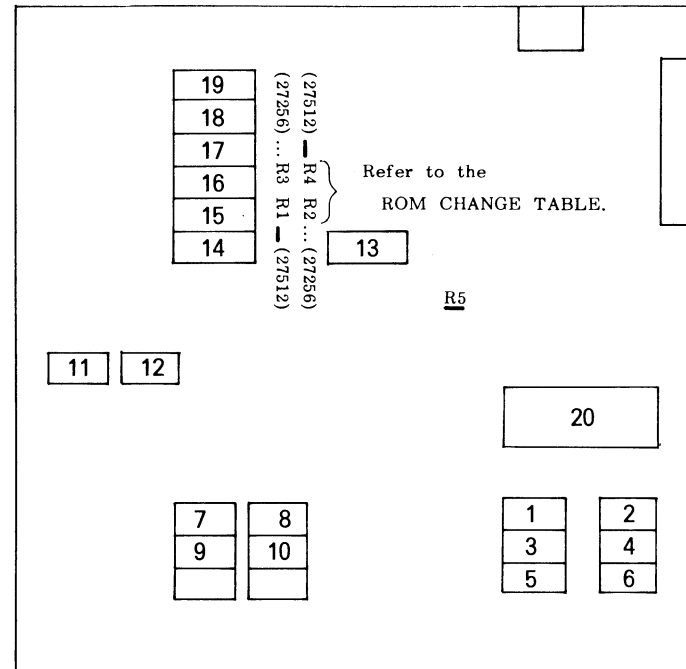 19
18
17
16
15
14
(27256) ... R3 R1 — (27512)
(27512) — R4 R2 ... (27256)
Refer to the
ROM CHANGE TABLE.
13
R5
11 12
20
7 8
9 10
1 2
3 4
5 6